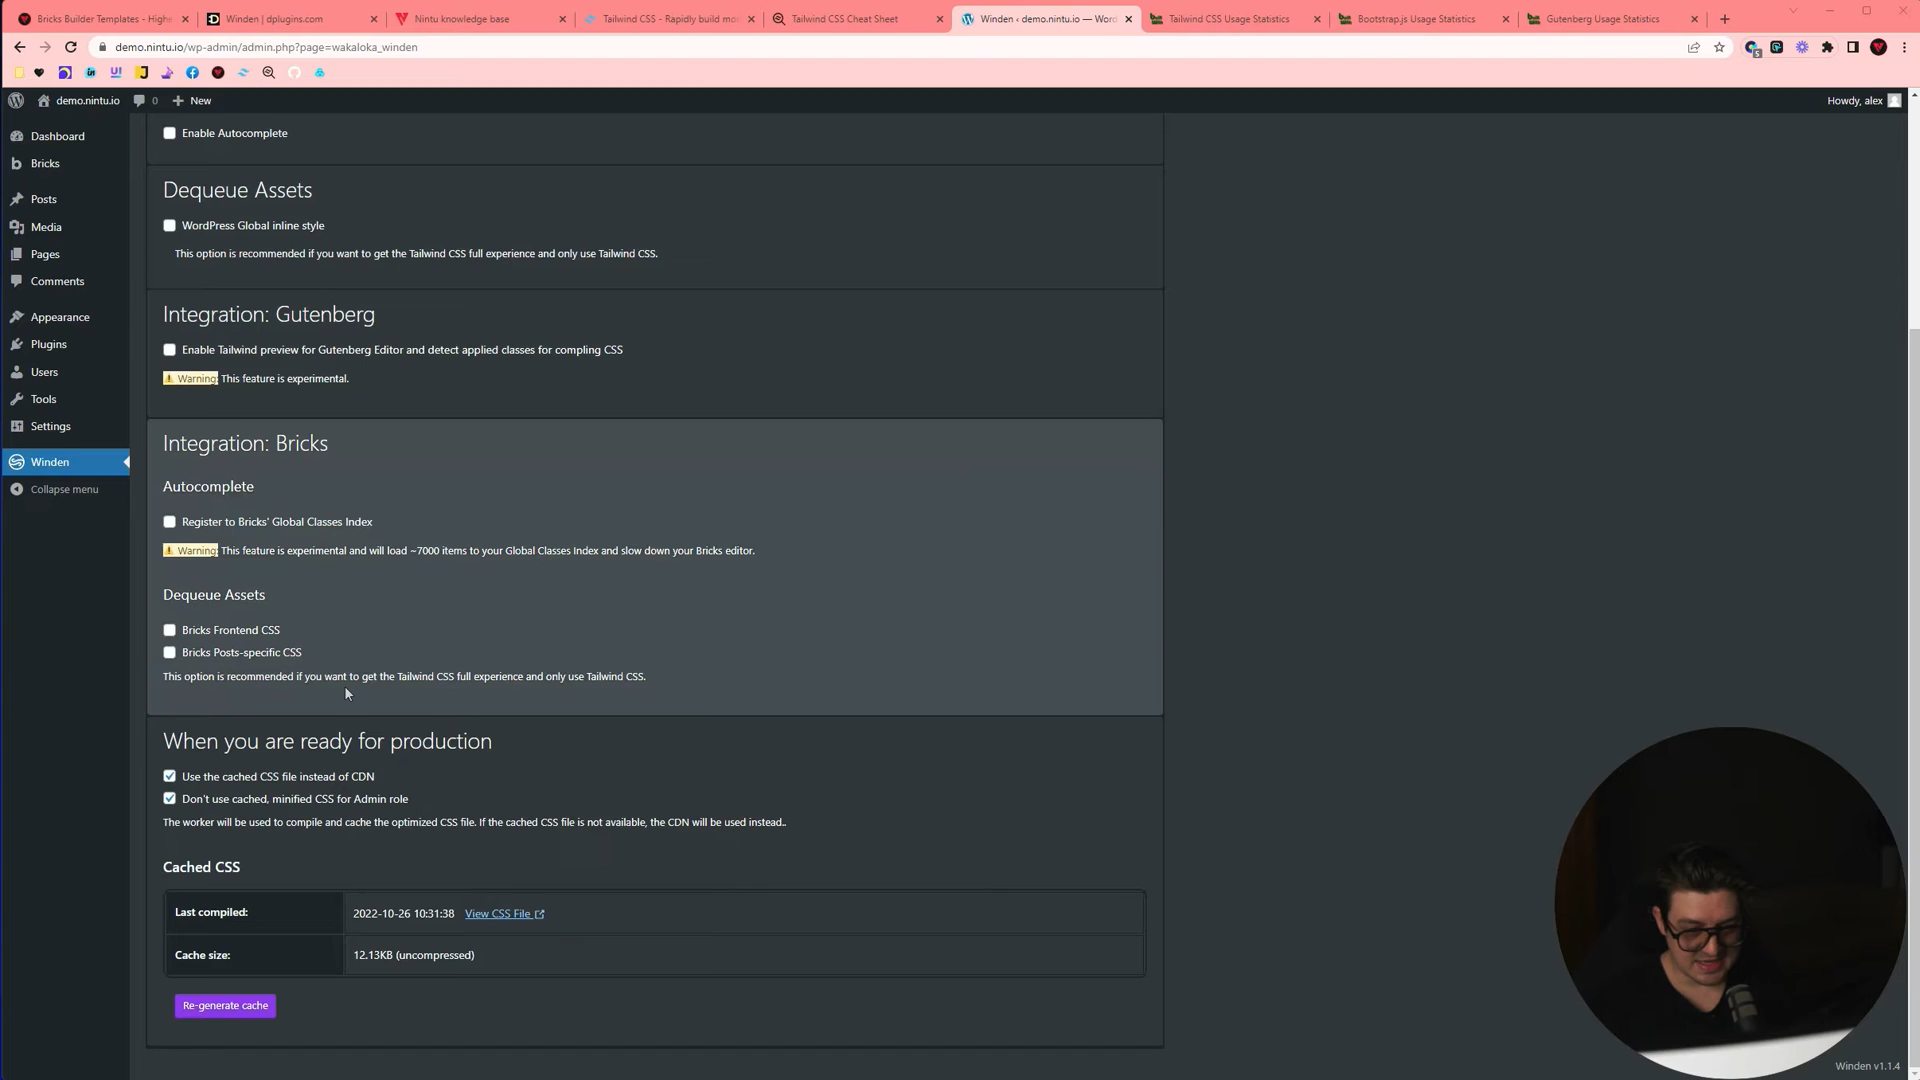 Bricks Builder Templates - Highe
Winden | dplugins.com
Nintu knowledge base
Tailwind CSS - Rapidly build mo
Tailwind CSS Cheat Sheet
Winden ‹ demo.nintu.io — Wor
Tailwind CSS Usage Statistics
Bootstrap.js Usage Statistics
Gutenberg Usage Statistics
demo.nintu.io/wp-admin/admin.php?page=wakaloka_winden
demo.nintu.io
0
New
Howdy, alex
Dashboard
Bricks
Posts
Media
Pages
Comments
Appearance
Plugins
Users
Tools
Settings
Winden
Collapse menu
Enable Autocomplete
Dequeue Assets
WordPress Global inline style
This option is recommended if you want to get the Tailwind CSS full experience and only use Tailwind CSS.
Integration: Gutenberg
Enable Tailwind preview for Gutenberg Editor and detect applied classes for compling CSS
Warning: This feature is experimental.
Integration: Bricks
Autocomplete
Register to Bricks' Global Classes Index
Warning: This feature is experimental and will load ~7000 items to your Global Classes Index and slow down your Bricks editor.
Dequeue Assets
Bricks Frontend CSS
Bricks Posts-specific CSS
This option is recommended if you want to get the Tailwind CSS full experience and only use Tailwind CSS.
When you are ready for production
Use the cached CSS file instead of CDN
Don't use cached, minified CSS for Admin role
The worker will be used to compile and cache the optimized CSS file. If the cached CSS file is not available, the CDN will be used instead..
Cached CSS
Last compiled: 2022-10-26 10:31:38 View CSS File
Cache size: 12.13KB (uncompressed)
Re-generate cache
Winden v1.1.4